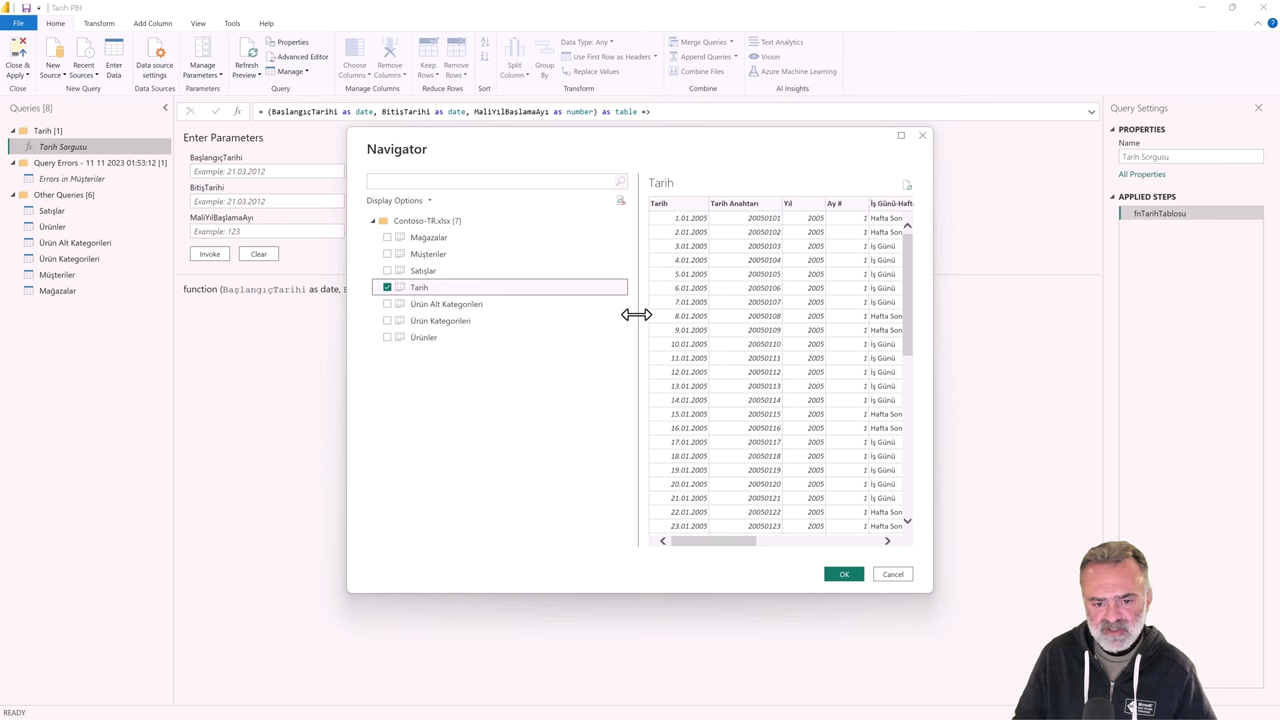 Tarih PBI
File Home Transform Add Column View Tools Help
Close & Apply
New Source
Recent Sources
Enter Data
Data source settings
Manage Parameters
Refresh Preview
Properties
Advanced Editor
Manage
Choose Columns
Remove Columns
Keep Rows
Remove Rows
Split Column
Group By
Data Type: Any
Use First Row as Headers
Replace Values
Merge Queries
Append Queries
Combine Files
Text Analytics
Vision
Azure Machine Learning
Close New Query Data Sources Parameters Query Manage Columns Reduce Rows Sort Transform Combine AI Insights
Queries [8]
Tarih [1]
fx Tarih Sorgusu
Query Errors - 11 11 2023 01:53:12 [1]
Errors in Müşteriler
Other Queries [6]
Satışlar
Ürünler
Ürün Alt Kategorileri
Ürün Kategorileri
Müşteriler
Mağazalar
fx = (BaşlangıçTarihi as date, BitişTarihi as date, MaliYılBaşlamaAyı as number) as table =>
Enter Parameters
BaşlangıçTarihi
Example: 21.03.2012
BitişTarihi
Example: 21.03.2012
MaliYılBaşlamaAyı
Example: 123
Invoke Clear
function (BaşlangıçTarihi as date,
Navigator
Display Options
Contoso-TR.xlsx [7]
Mağazalar
Müşteriler
Satışlar
Tarih
Ürün Alt Kategorileri
Ürün Kategorileri
Ürünler
Tarih
Tarih Tarih Anahtarı Yıl Ay # İş Günü-Haft
1.01.2005 20050101 2005 1 Hafta Son
2.01.2005 20050102 2005 1 Hafta Son
3.01.2005 20050103 2005 1 İş Günü
4.01.2005 20050104 2005 1 İş Günü
5.01.2005 20050105 2005 1 İş Günü
6.01.2005 20050106 2005 1 İş Günü
7.01.2005 20050107 2005 1 İş Günü
8.01.2005 20050108 2005 1 Hafta Son
9.01.2005 20050109 2005 1 Hafta Son
10.01.2005 20050110 2005 1 İş Günü
11.01.2005 20050111 2005 1 İş Günü
12.01.2005 20050112 2005 1 İş Günü
13.01.2005 20050113 2005 1 İş Günü
14.01.2005 20050114 2005 1 İş Günü
15.01.2005 20050115 2005 1 Hafta Son
16.01.2005 20050116 2005 1 Hafta Son
17.01.2005 20050117 2005 1 İş Günü
18.01.2005 20050118 2005 1 İş Günü
19.01.2005 20050119 2005 1 İş Günü
20.01.2005 20050120 2005 1 İş Günü
21.01.2005 20050121 2005 1 İş Günü
22.01.2005 20050122 2005 1 Hafta Son
23.01.2005 20050123 2005 1 Hafta Son
OK Cancel
Query Settings
PROPERTIES
Name
Tarih Sorgusu
All Properties
APPLIED STEPS
fnTarihTablosu
READY